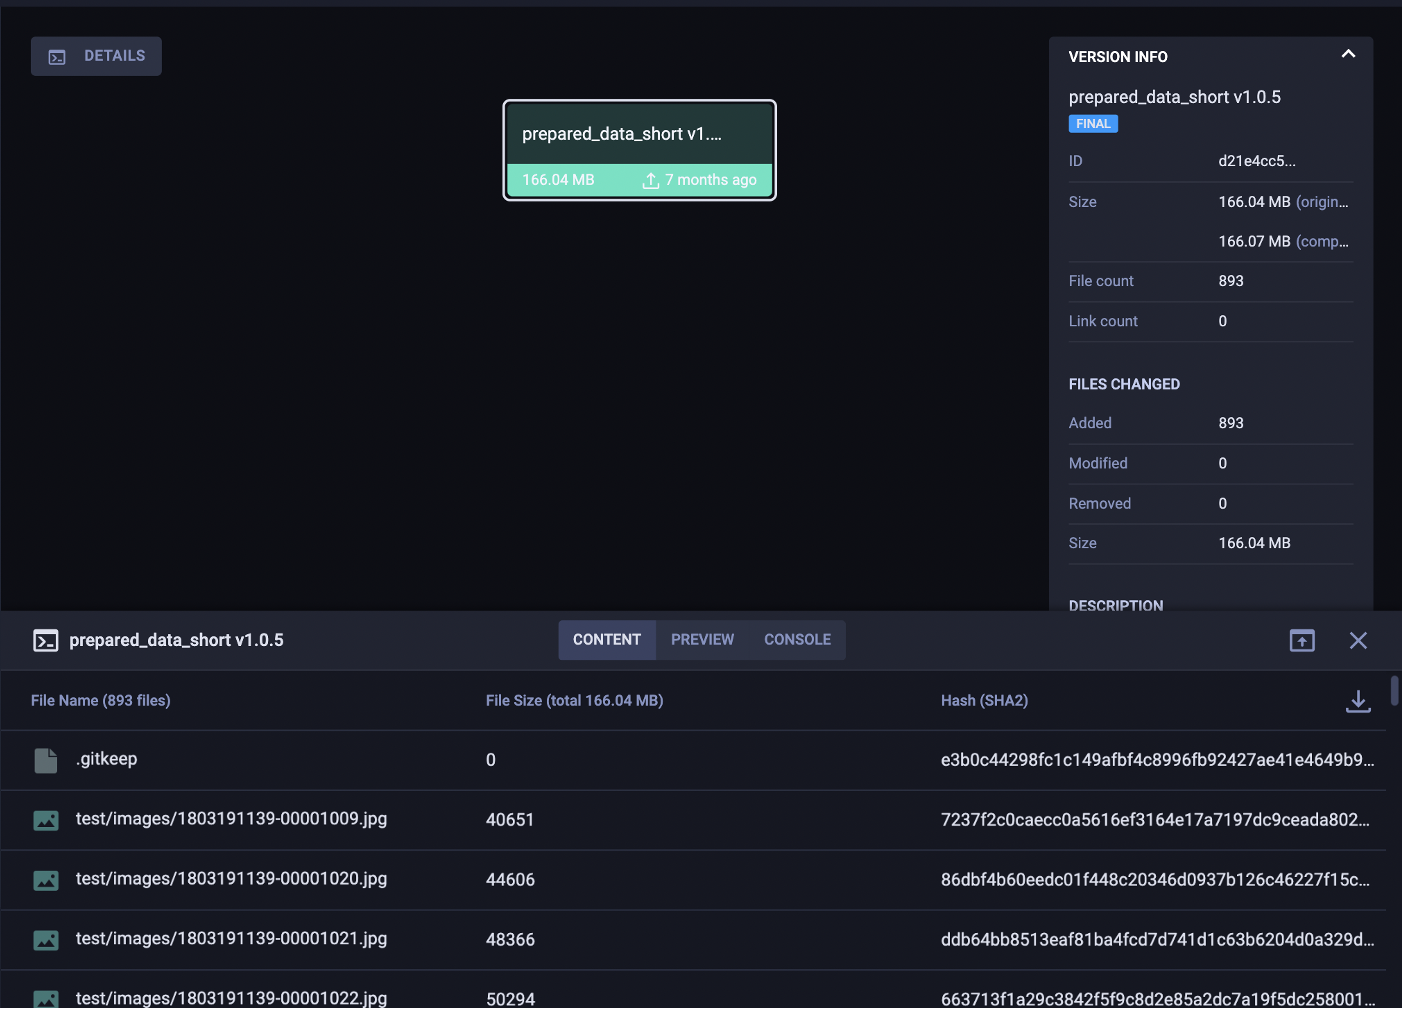 DETAILS
prepared_data_short v1....
166.04 MB
7 months ago
VERSION INFO
prepared_data_short v1.0.5
FINAL
ID d21e4cc5...
Size 166.04 MB (origin...
166.07 MB (comp...
File count 893
Link count 0
FILES CHANGED
Added 893
Modified 0
Removed 0
Size 166.04 MB
DESCRIPTION
prepared_data_short v1.0.5
CONTENT PREVIEW CONSOLE
File Name (893 files) File Size (total 166.04 MB) Hash (SHA2)
.gitkeep 0 e3b0c44298fc1c149afbf4c8996fb92427ae41e4649b9...
test/images/1803191139-00001009.jpg 40651 7237f2c0caecc0a5616ef3164e17a7197dc9ceada802...
test/images/1803191139-00001020.jpg 44606 86dbf4b60eedc01f448c20346d0937b126c46227f15c...
test/images/1803191139-00001021.jpg 48366 ddb64bb8513eaf81ba4fcd7d741d1c63b6204d0a329d...
test/images/1803191139-00001022.jpg 50294 663713f1a29c3842f5f9c8d2e85a2dc7a19f5dc258001...